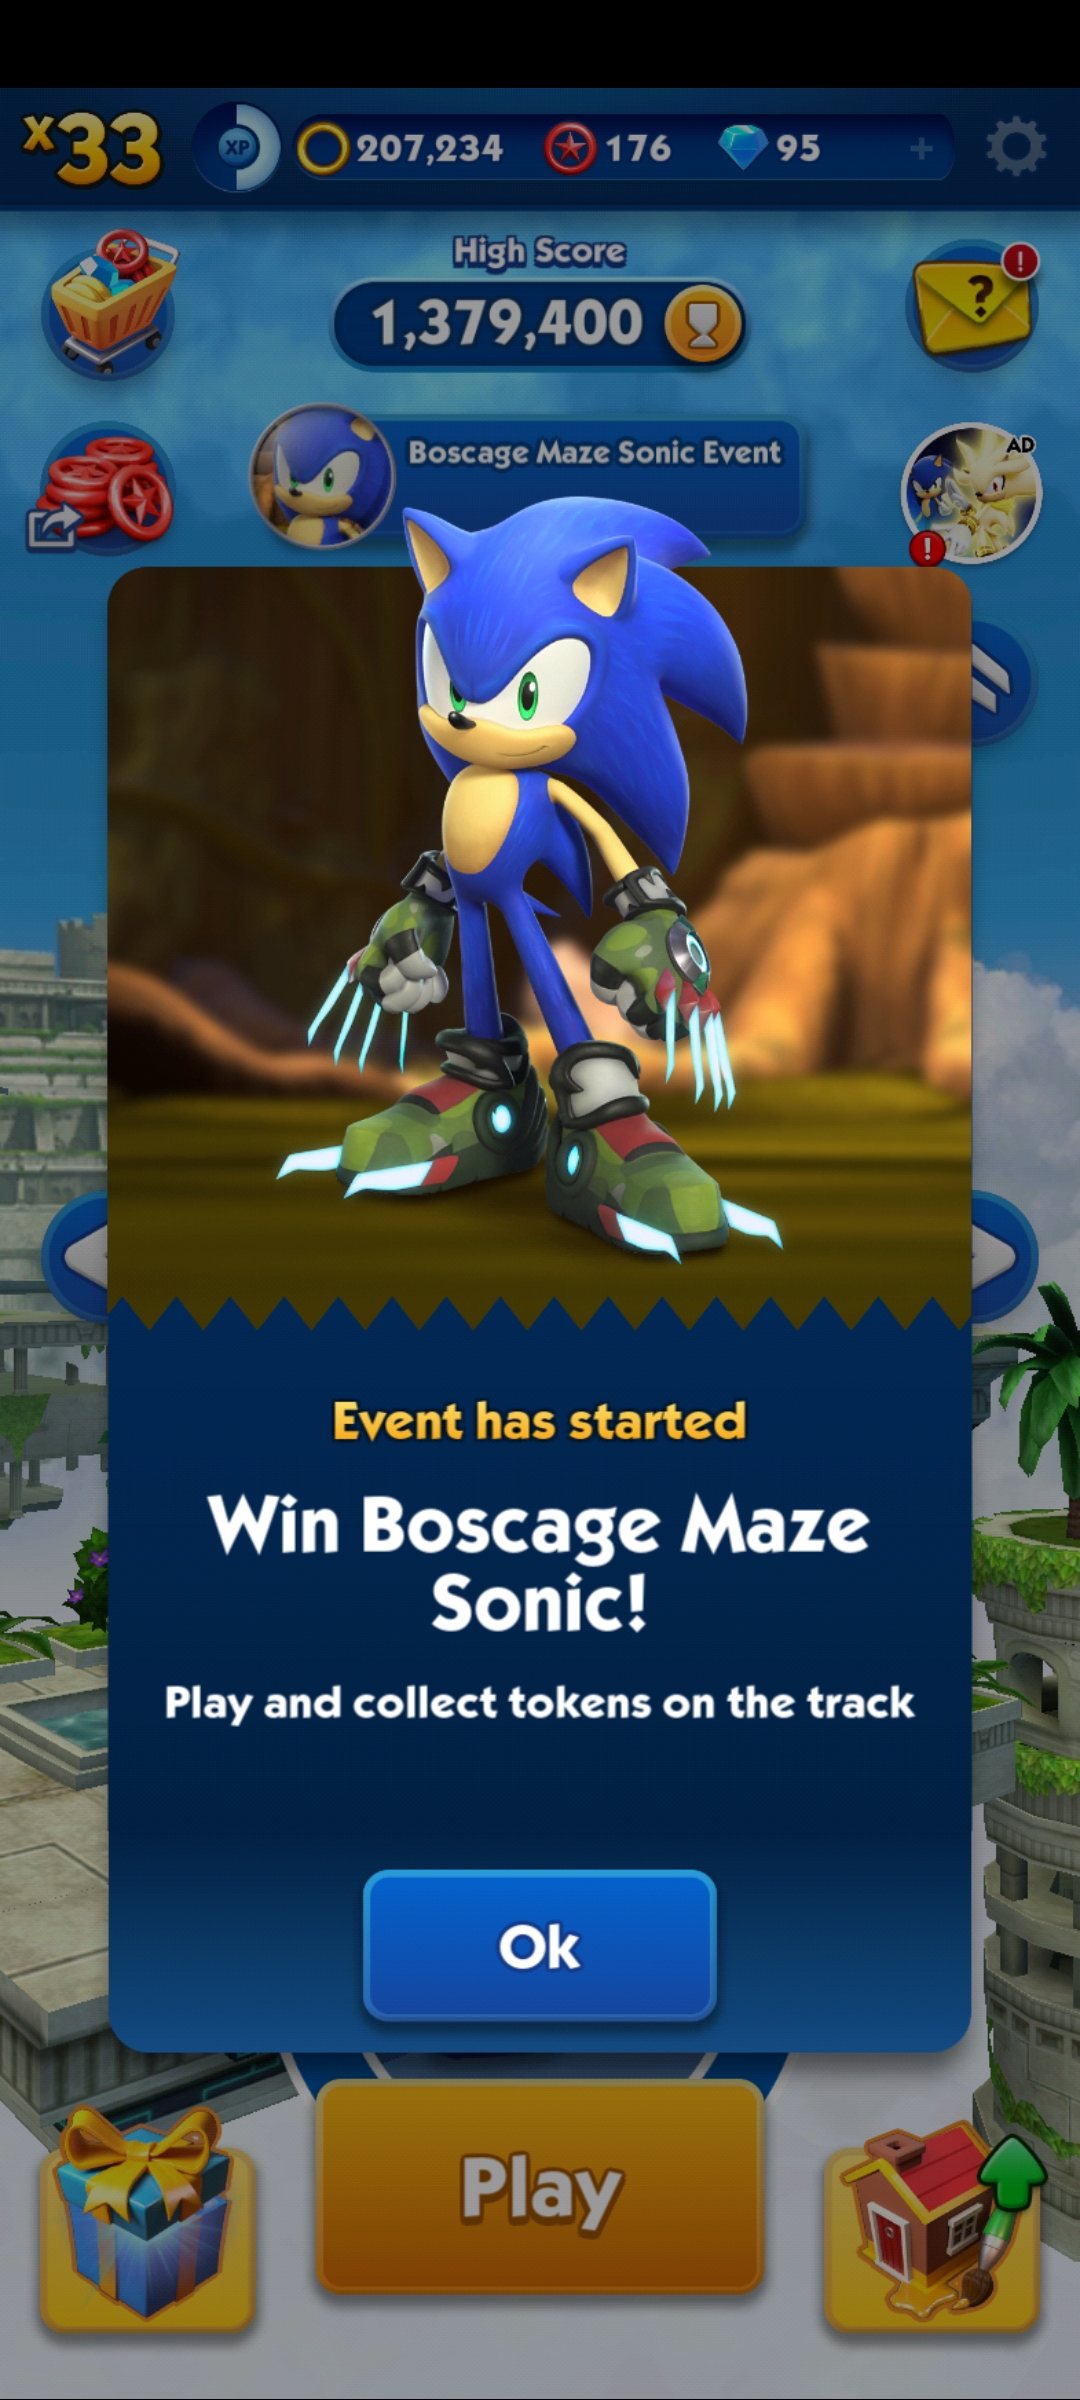 x33
XP
207,234
176
95
+
High Score
1,379,400
?
!
Boscage Maze Sonic Event
AD
!
Event has started
Win Boscage Maze
Sonic!
Play and collect tokens on the track
Ok
Play